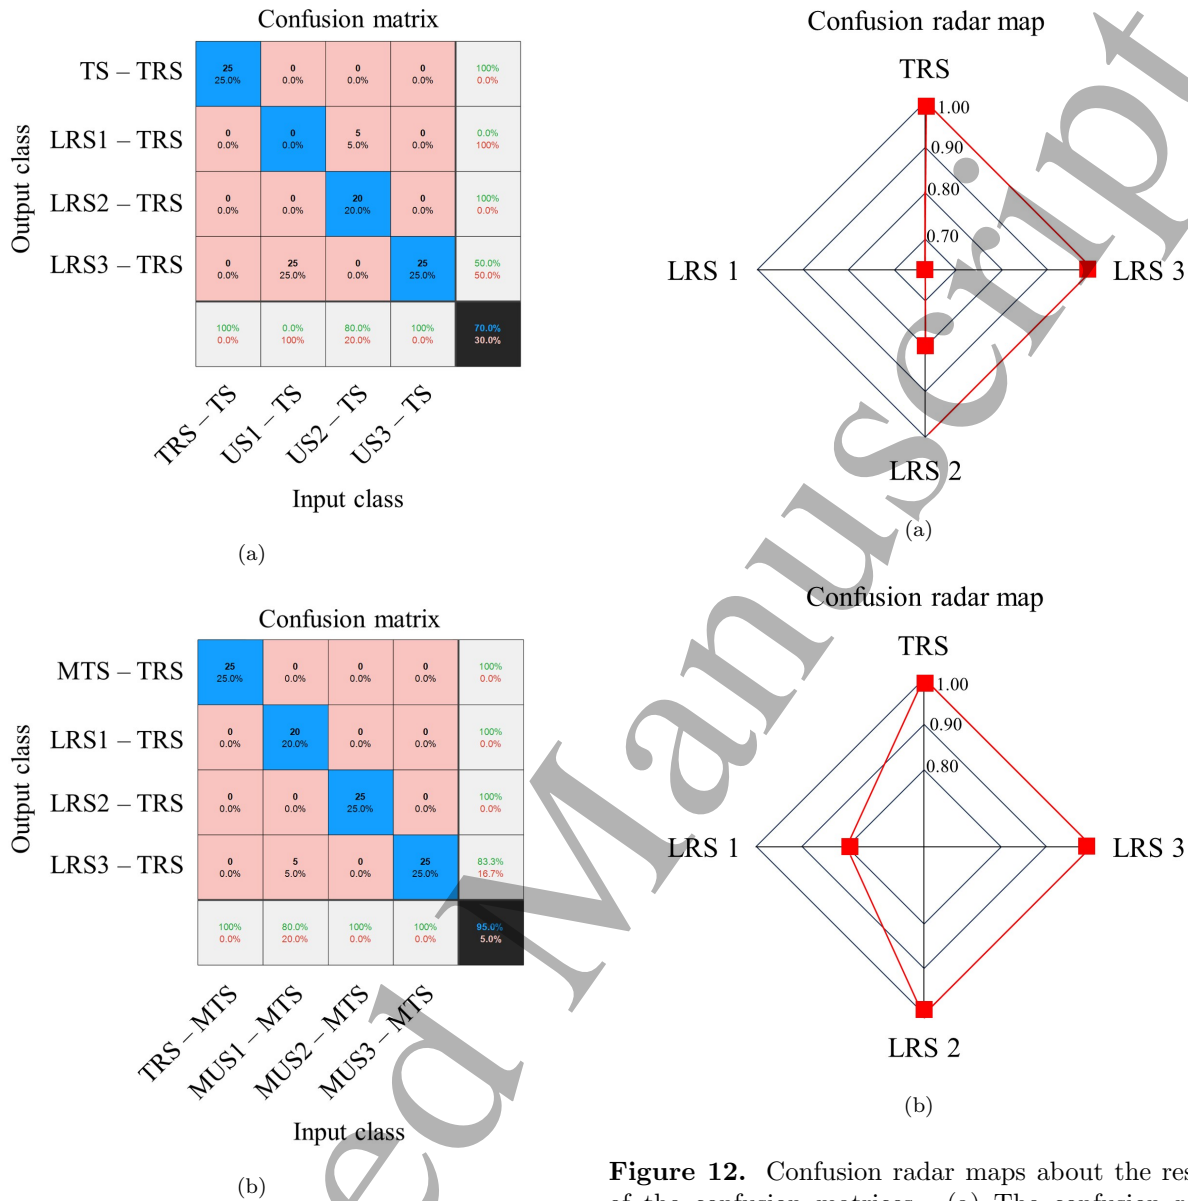 Confusion matrix
TS – TRS
25 0 0 0 100%
25.0% 0.0% 0.0% 0.0% 0.0%
LRS1 – TRS
0 0 5 0 0.0%
0.0% 0.0% 5.0% 0.0% 100%
LRS2 – TRS
0 0 20 0 100%
0.0% 0.0% 20.0% 0.0% 0.0%
LRS3 – TRS
0 25 0 25 50.0%
0.0% 25.0% 0.0% 25.0% 50.0%
100% 0.0% 80.0% 100% 70.0%
0.0% 100% 20.0% 0.0% 30.0%
Output class
TRS – TS
US1 – TS
US2 – TS
US3 – TS
Input class
(a)
Confusion matrix
MTS – TRS
25 0 0 0 100%
25.0% 0.0% 0.0% 0.0% 0.0%
LRS1 – TRS
0 20 0 0 100%
0.0% 20.0% 0.0% 0.0% 0.0%
LRS2 – TRS
0 0 25 0 100%
0.0% 0.0% 25.0% 0.0% 0.0%
LRS3 – TRS
0 5 0 25 83.3%
0.0% 5.0% 0.0% 25.0% 16.7%
100% 80.0% 100% 100% 95.0%
0.0% 20.0% 0.0% 0.0% 5.0%
Output class
TRS – MTS
MUS1 – MTS
MUS2 – MTS
MUS3 – MTS
Input class
(b)
Confusion radar map
TRS
1.00
0.90
0.80
0.70
LRS 1
LRS 3
LRS 2
(a)
Confusion radar map
TRS
1.00
0.90
0.80
LRS 1
LRS 3
LRS 2
(b)
Figure 12. Confusion radar maps about the res
of the confusion matrices. (a) The confusion r
ed Manuscript